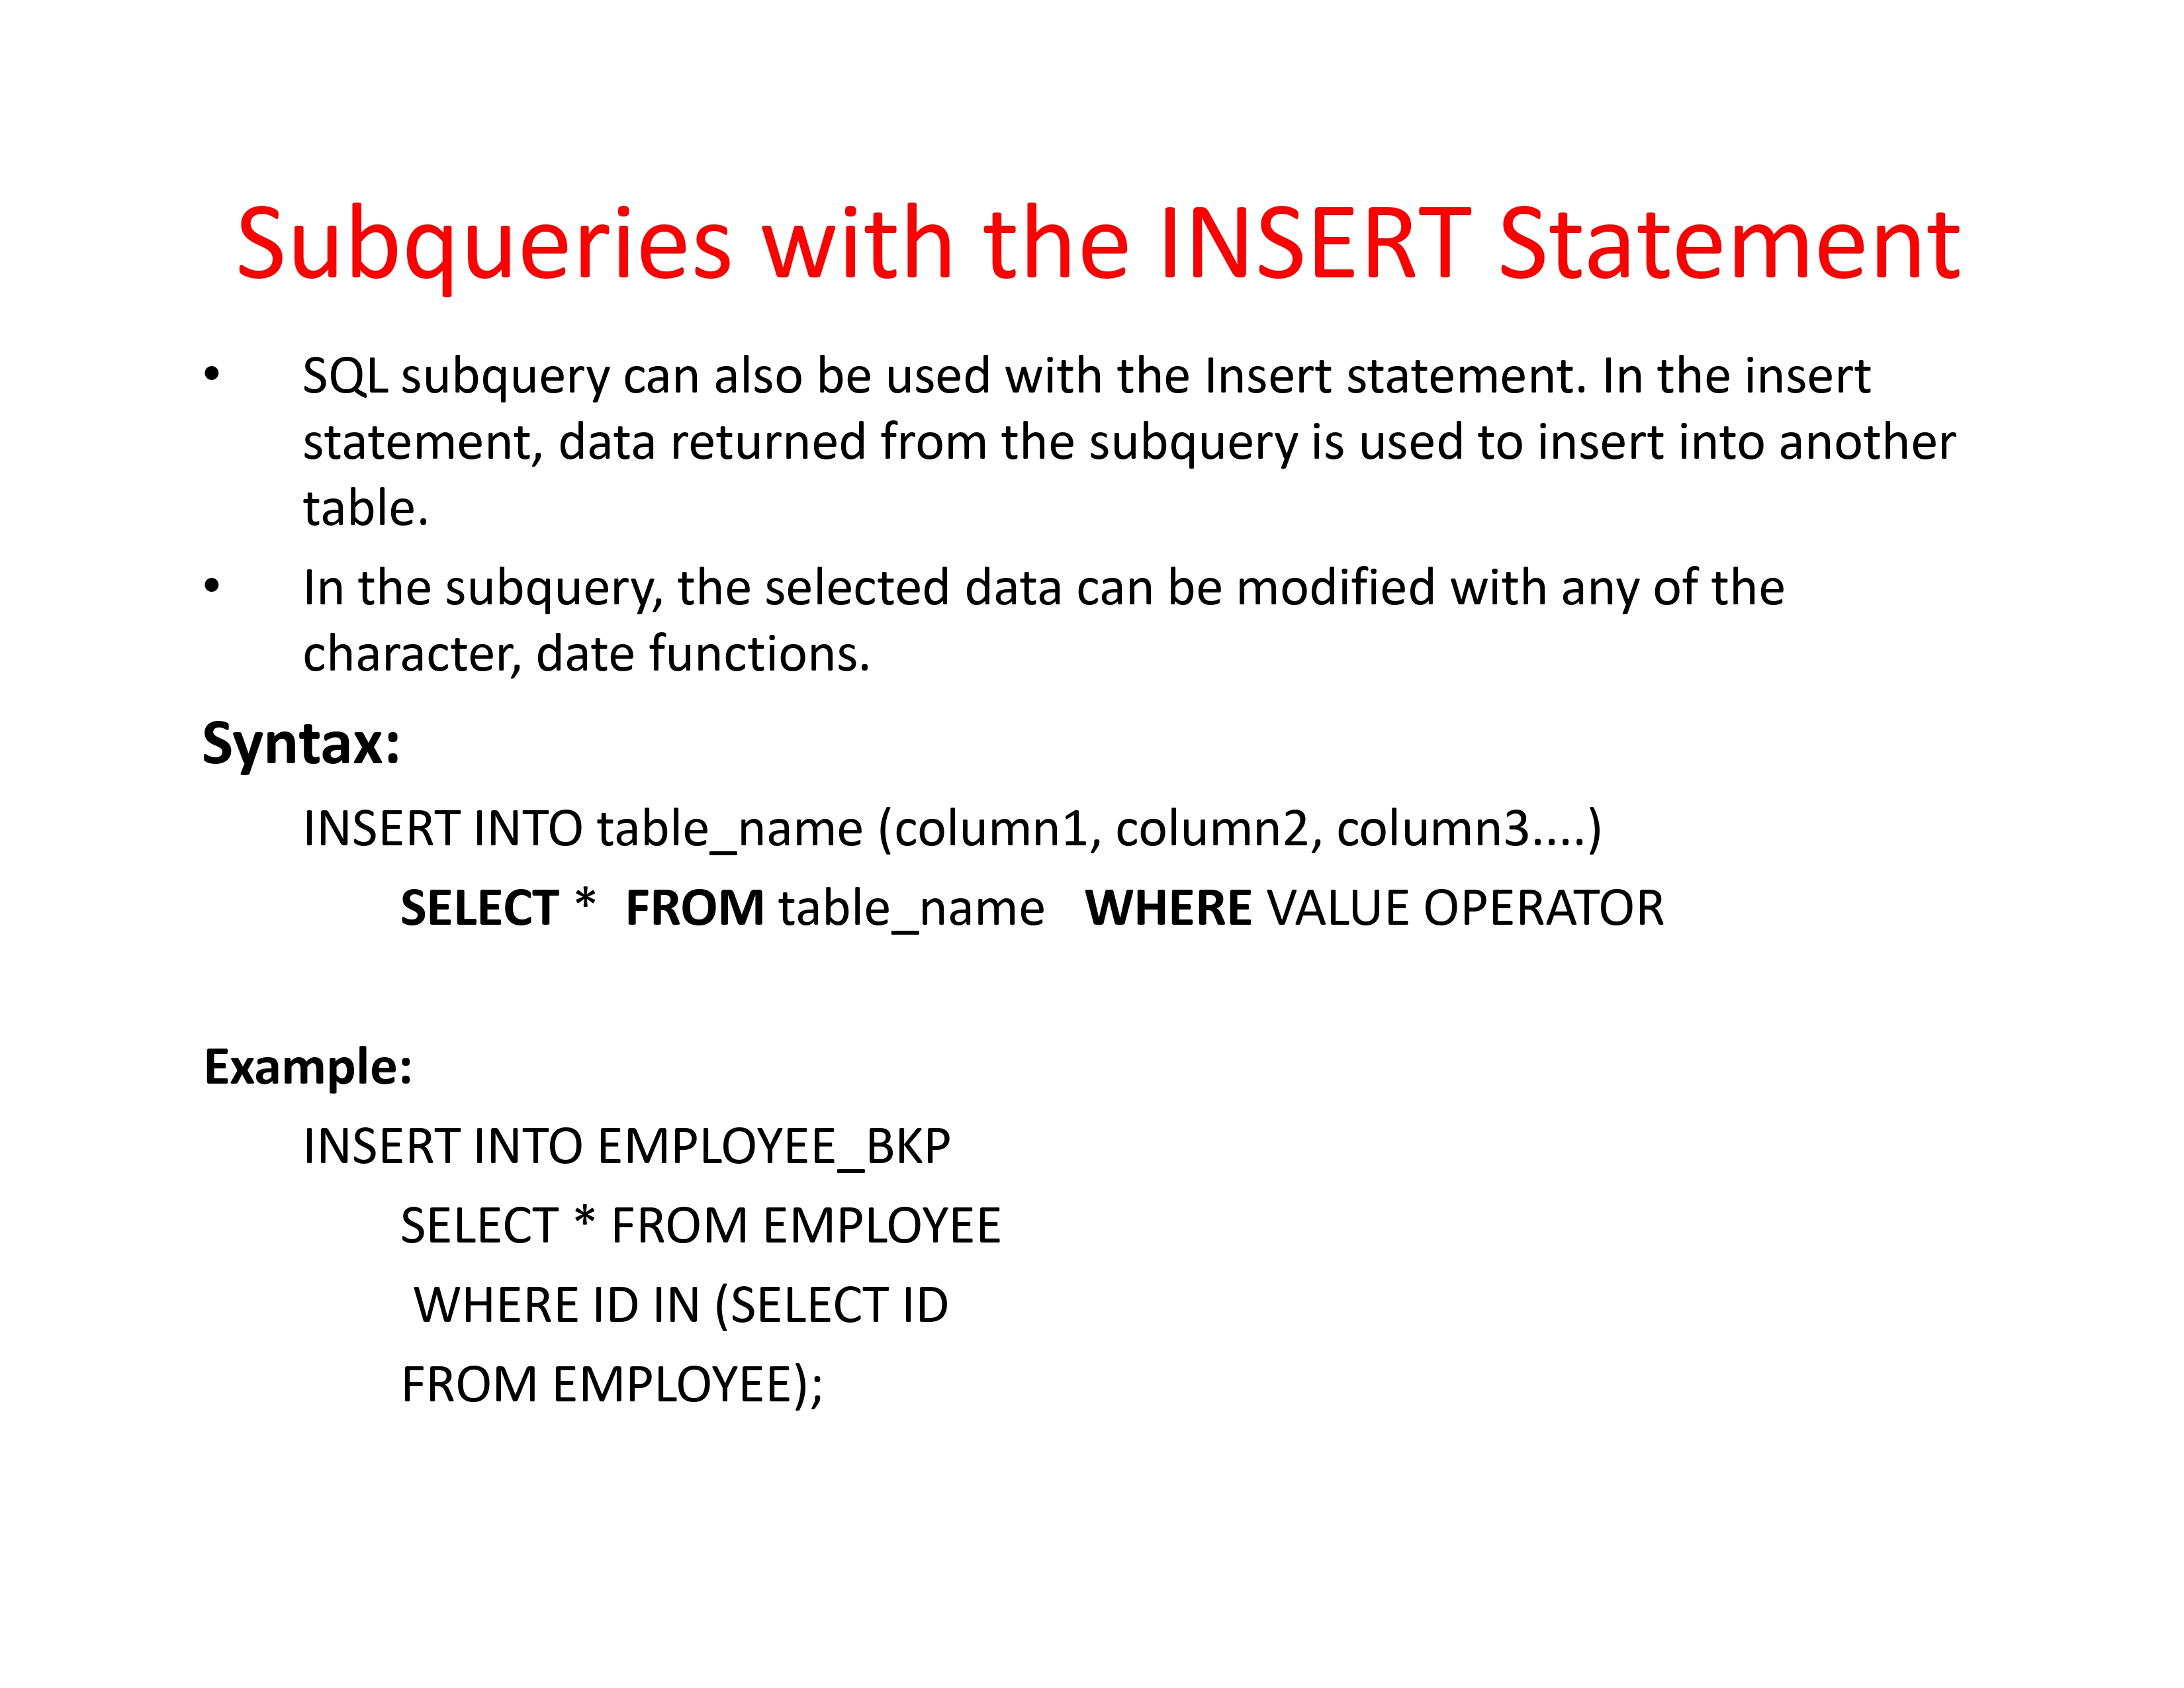 Subqueries with the INSERT Statement
• SQL subquery can also be used with the Insert statement. In the insert
statement, data returned from the subquery is used to insert into another
table.
• In the subquery, the selected data can be modified with any of the
character, date functions.
Syntax:
INSERT INTO table_name (column1, column2, column3....)
SELECT * FROM table_name WHERE VALUE OPERATOR
Example:
INSERT INTO EMPLOYEE_BKP
SELECT * FROM EMPLOYEE
WHERE ID IN (SELECT ID
FROM EMPLOYEE);